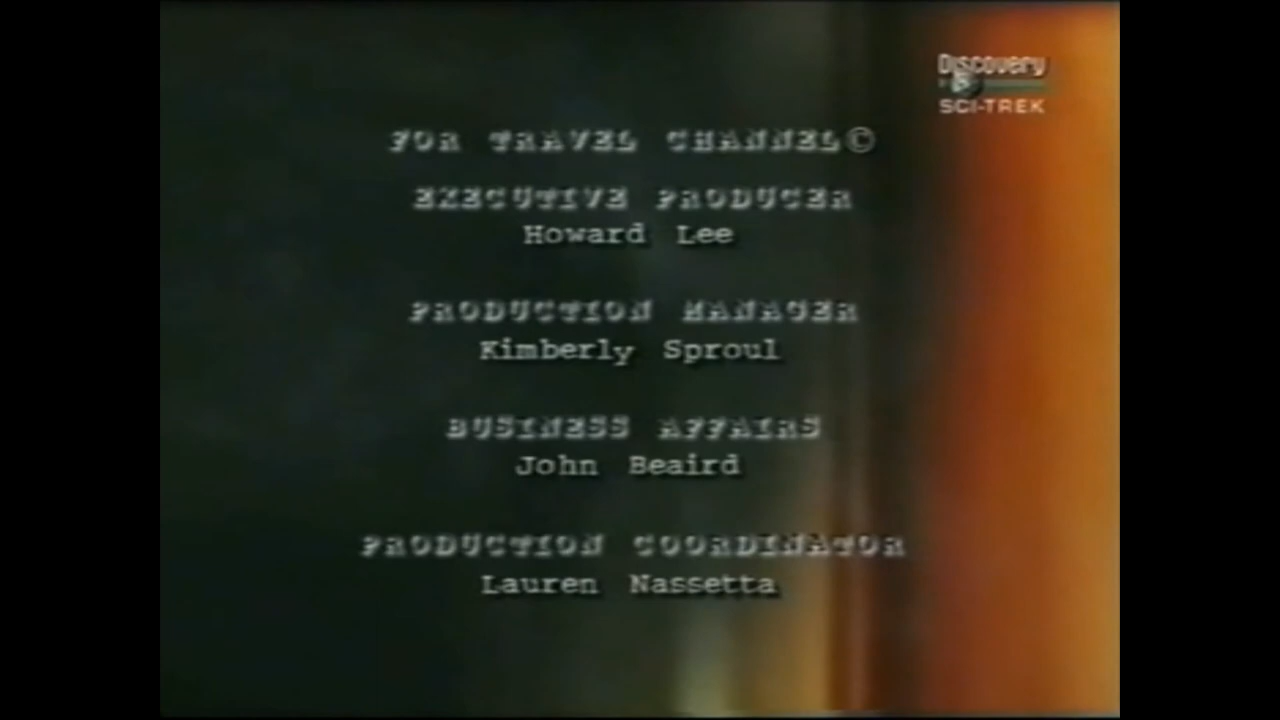 Discovery
SCI-TREK
FOR TRAVEL CHANNEL©
EXECUTIVE PRODUCER
Howard Lee
PRODUCTION MANAGER
Kimberly Sproul
BUSINESS AFFAIRS
John Beaird
PRODUCTION COORDINATOR
Lauren Nassetta